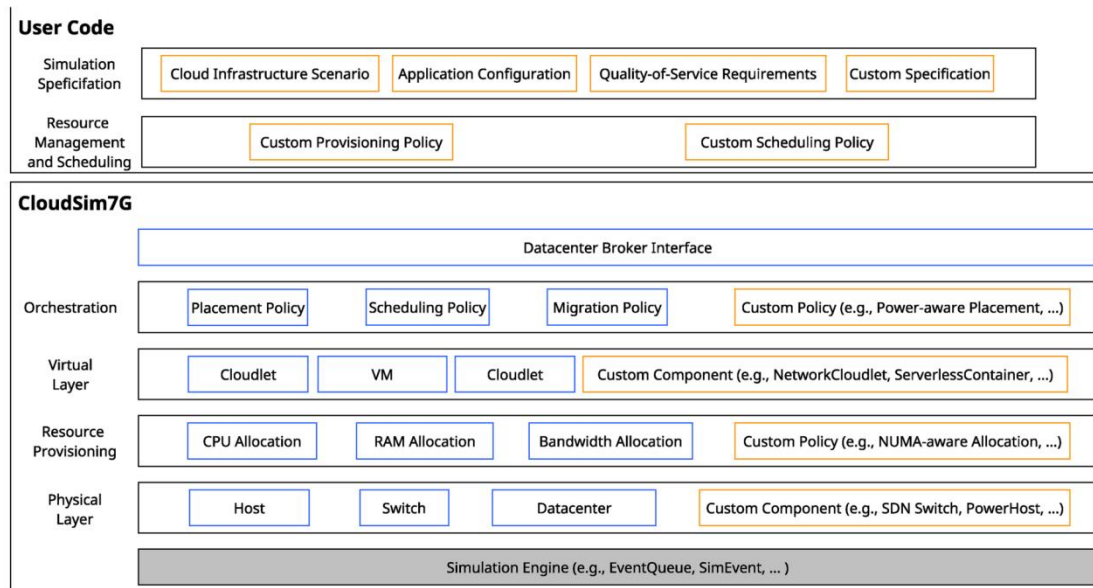 User Code
Simulation
Speficifation
Cloud Infrastructure Scenario
Application Configuration
Quality-of-Service Requirements
Custom Specification
Resource
Management
and Scheduling
Custom Provisioning Policy
Custom Scheduling Policy
CloudSim7G
Datacenter Broker Interface
Orchestration
Placement Policy
Scheduling Policy
Migration Policy
Custom Policy (e.g., Power-aware Placement, ...)
Virtual
Layer
Cloudlet
VM
Cloudlet
Custom Component (e.g., NetworkCloudlet, ServerlessContainer, ...)
Resource
Provisioning
CPU Allocation
RAM Allocation
Bandwidth Allocation
Custom Policy (e.g., NUMA-aware Allocation, ...)
Physical
Layer
Host
Switch
Datacenter
Custom Component (e.g., SDN Switch, PowerHost, ...)
Simulation Engine (e.g., EventQueue, SimEvent, ... )